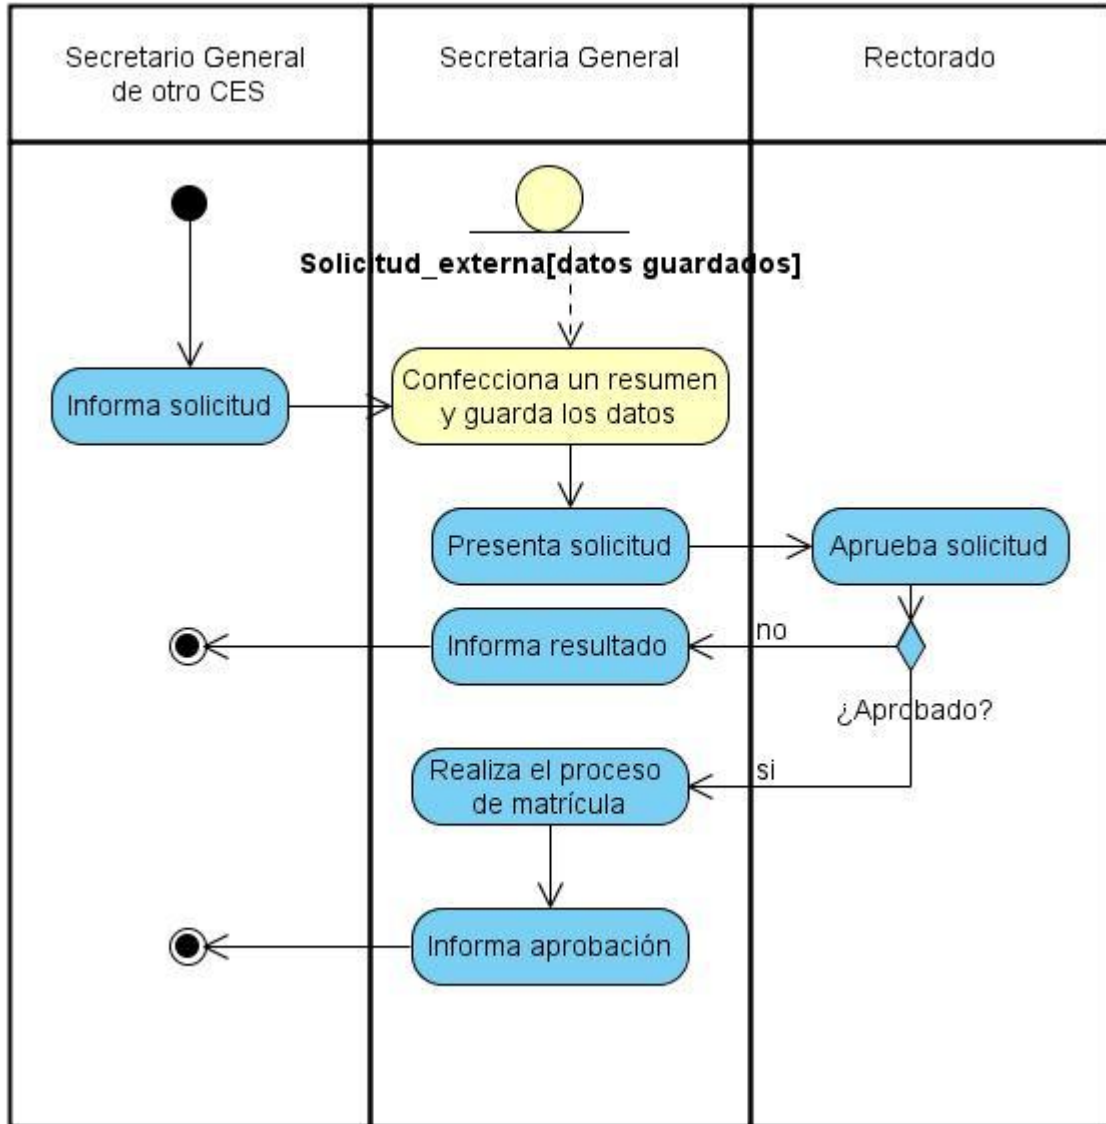 Secretario General
de otro CES
Secretaria General
Rectorado
Solicitud_externa[datos guardados]
Informa solicitud
Confecciona un resumen
y guarda los datos
Presenta solicitud
Aprueba solicitud
Informa resultado
no
¿Aprobado?
Realiza el proceso
de matrícula
si
Informa aprobación